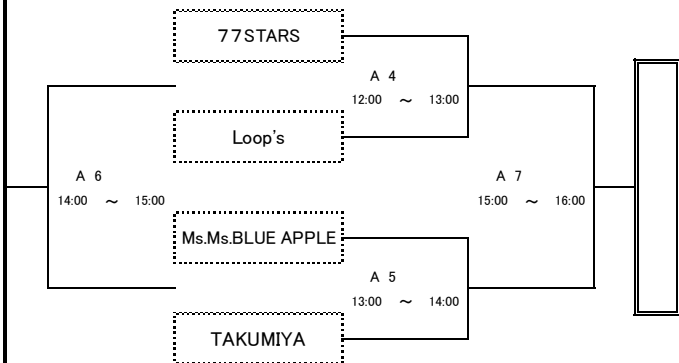 77STARS
A 4
12:00 ～ 13:00
Loop's
A 6
14:00 ～ 15:00
A 7
15:00 ～ 16:00
Ms.Ms.BLUE APPLE
A 5
13:00 ～ 14:00
TAKUMIYA